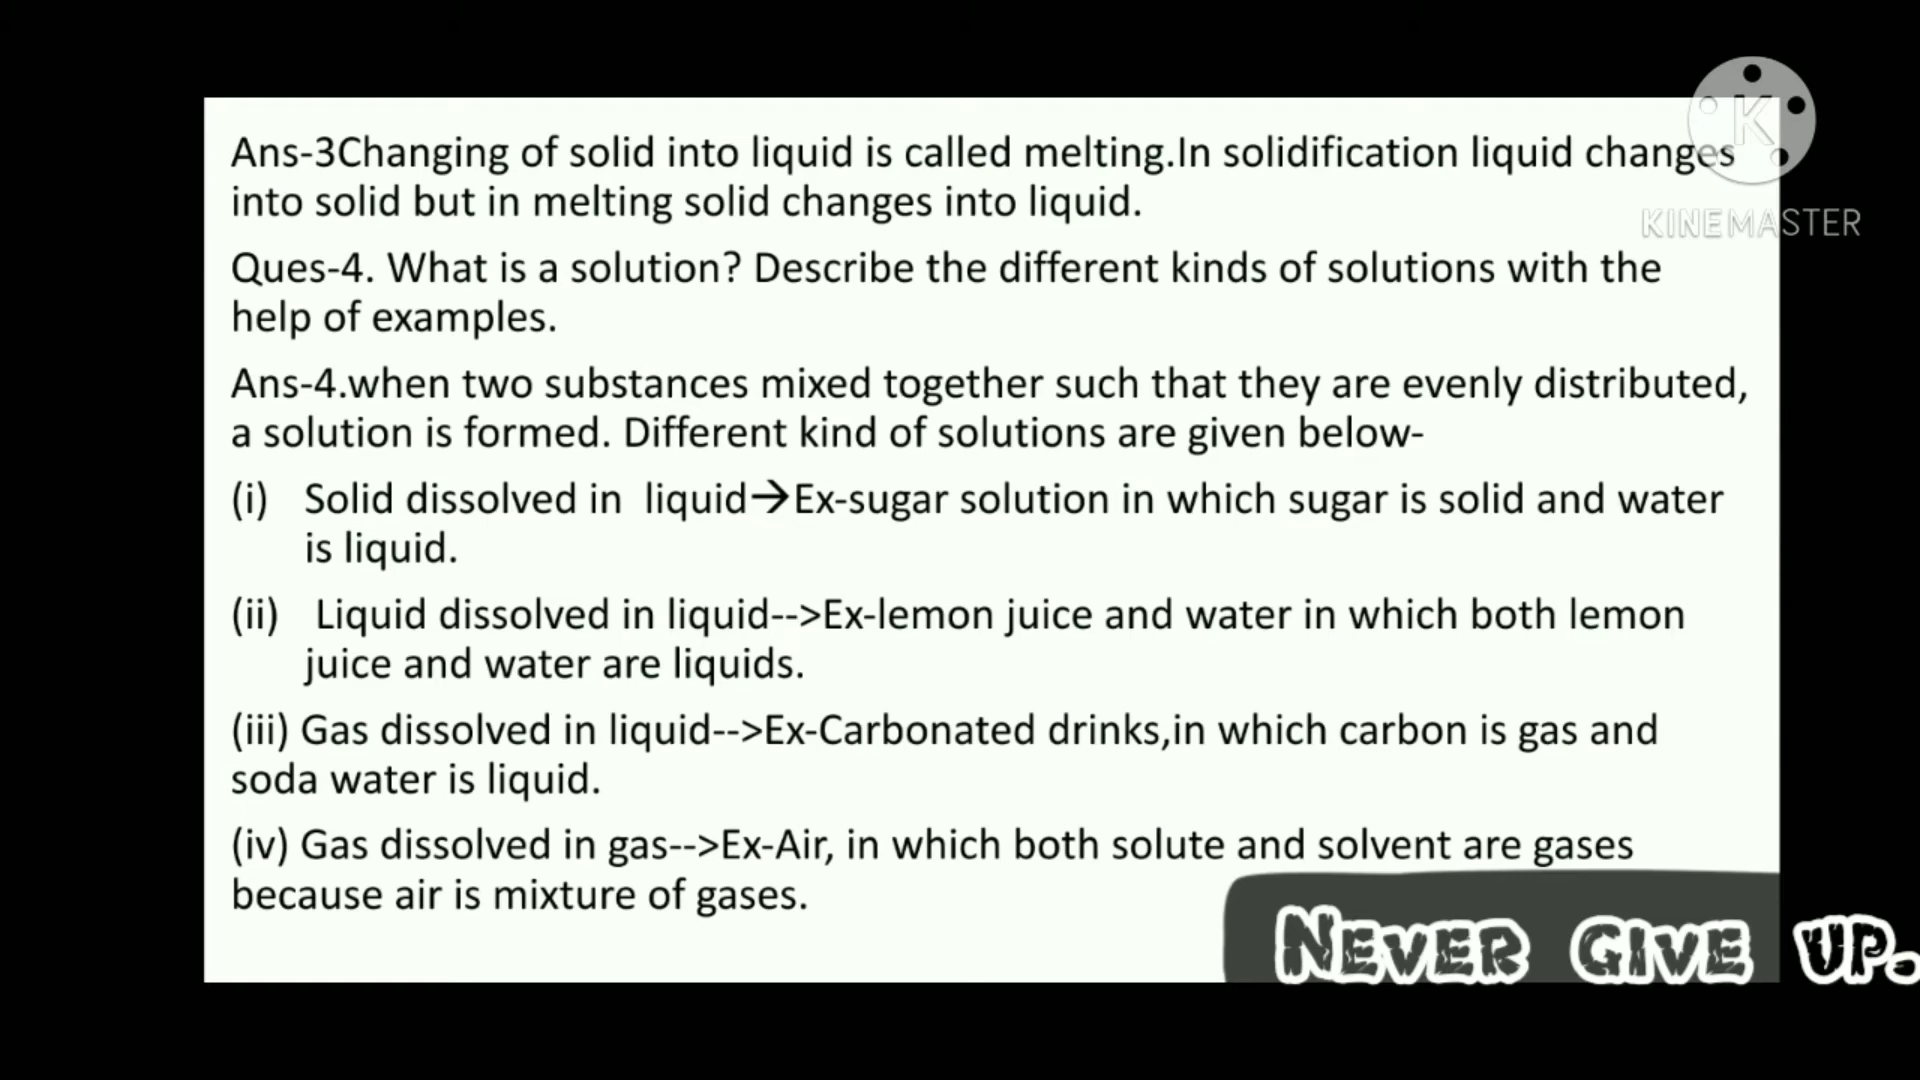 Ans-3Changing of solid into liquid is called melting.In solidification liquid changes
into solid but in melting solid changes into liquid.
KINEMASTER
Ques-4. What is a solution? Describe the different kinds of solutions with the
help of examples.
Ans-4.when two substances mixed together such that they are evenly distributed,
a solution is formed. Different kind of solutions are given below-
(i) Solid dissolved in liquid→Ex-sugar solution in which sugar is solid and water
is liquid.
(ii) Liquid dissolved in liquid-->Ex-lemon juice and water in which both lemon
juice and water are liquids.
(iii) Gas dissolved in liquid-->Ex-Carbonated drinks,in which carbon is gas and
soda water is liquid.
(iv) Gas dissolved in gas-->Ex-Air, in which both solute and solvent are gases
because air is mixture of gases.
NEVER GIVE UP.